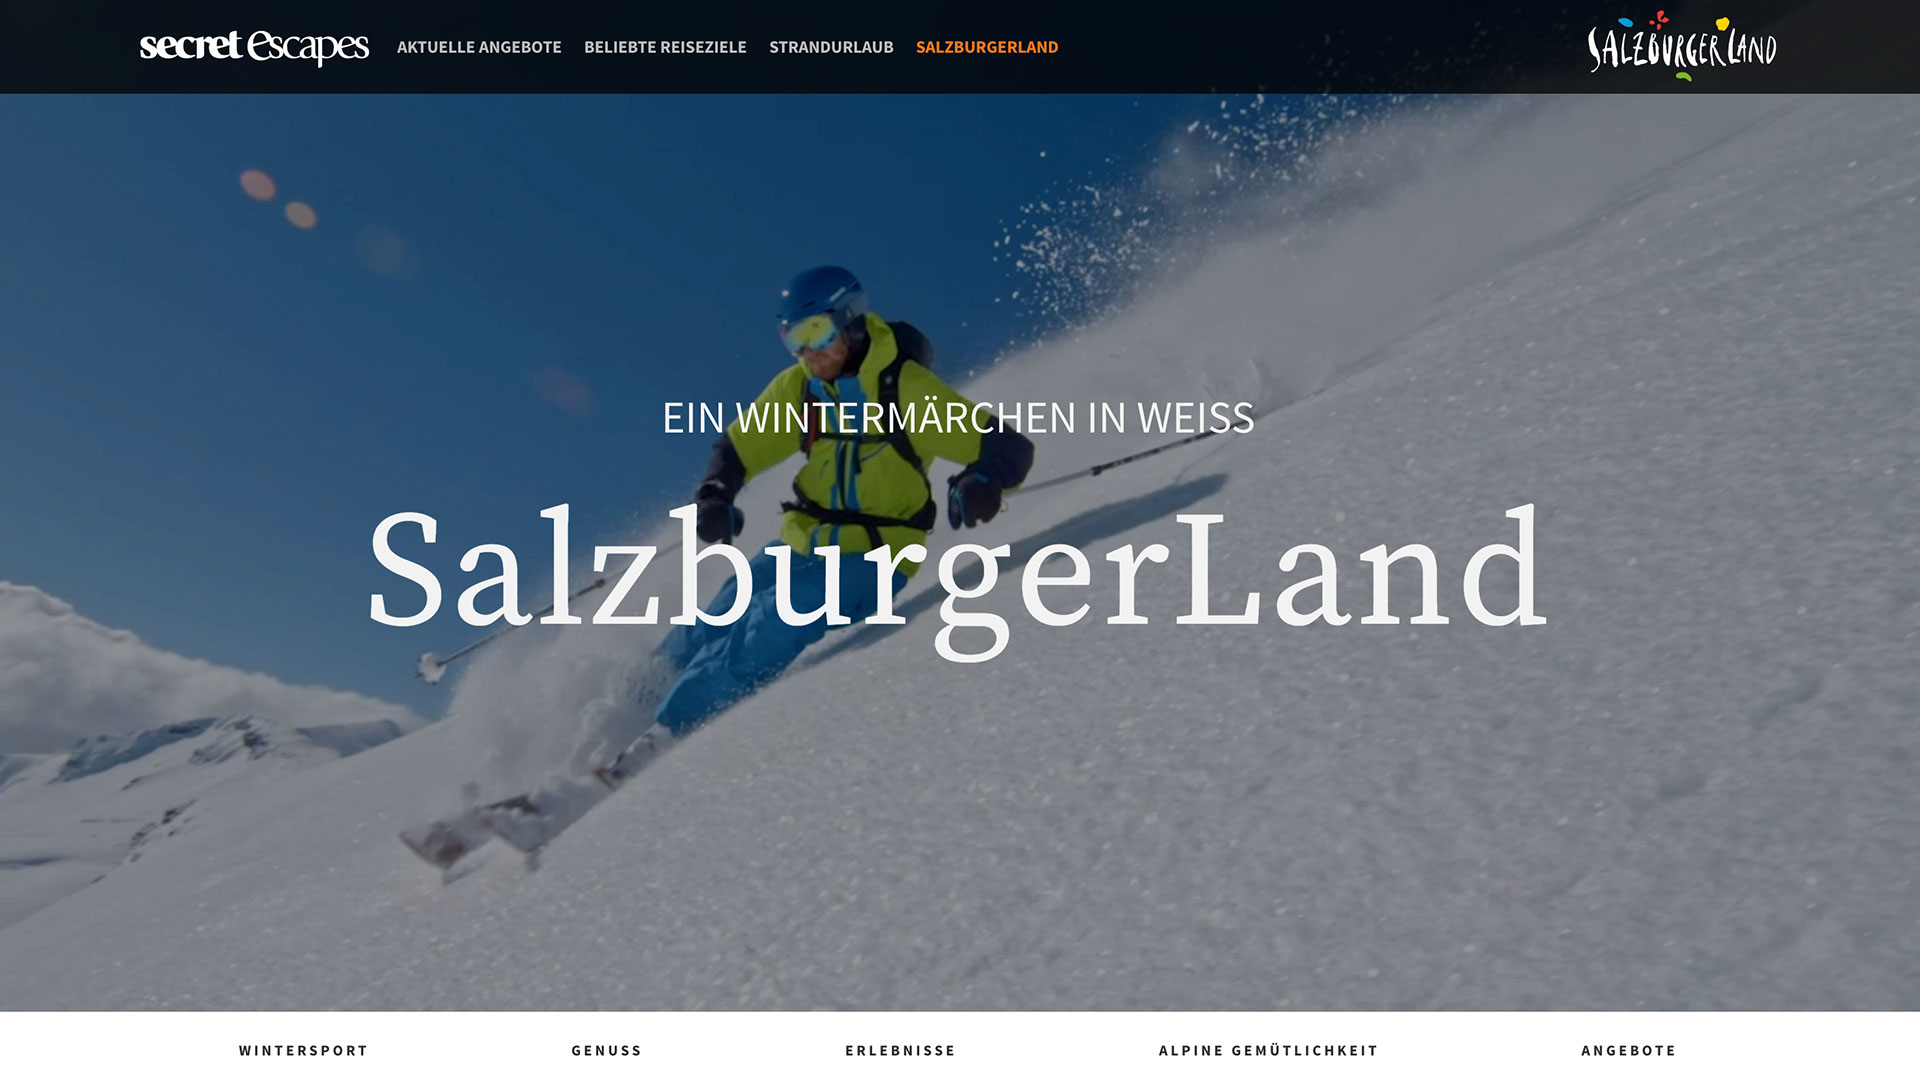 secret escapes AKTUELLE ANGEBOTE BELIEBTE REISEZIELE STRANDURLAUB SALZBURGERLAND SALZBURGERLAND
EIN WINTERMÄRCHEN IN WEISS
SalzburgerLand
WINTERSPORT GENUSS ERLEBNISSE ALPINE GEMÜTLICHKEIT ANGEBOTE